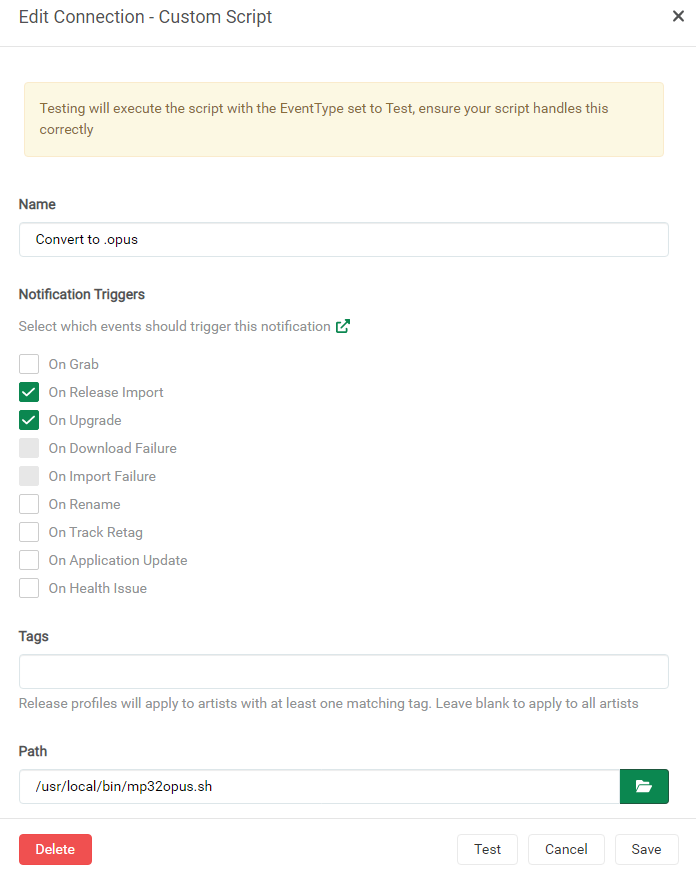 Edit Connection - Custom Script
Testing will execute the script with the EventType set to Test, ensure your script handles this
correctly
Name
Convert to .opus
Notification Triggers
Select which events should trigger this notification
On Grab
On Release Import
On Upgrade
On Download Failure
On Import Failure
On Rename
On Track Retag
On Application Update
On Health Issue
Tags
Release profiles will apply to artists with at least one matching tag. Leave blank to apply to all artists
Path
/usr/local/bin/mp32opus.sh
Delete
Test
Cancel
Save